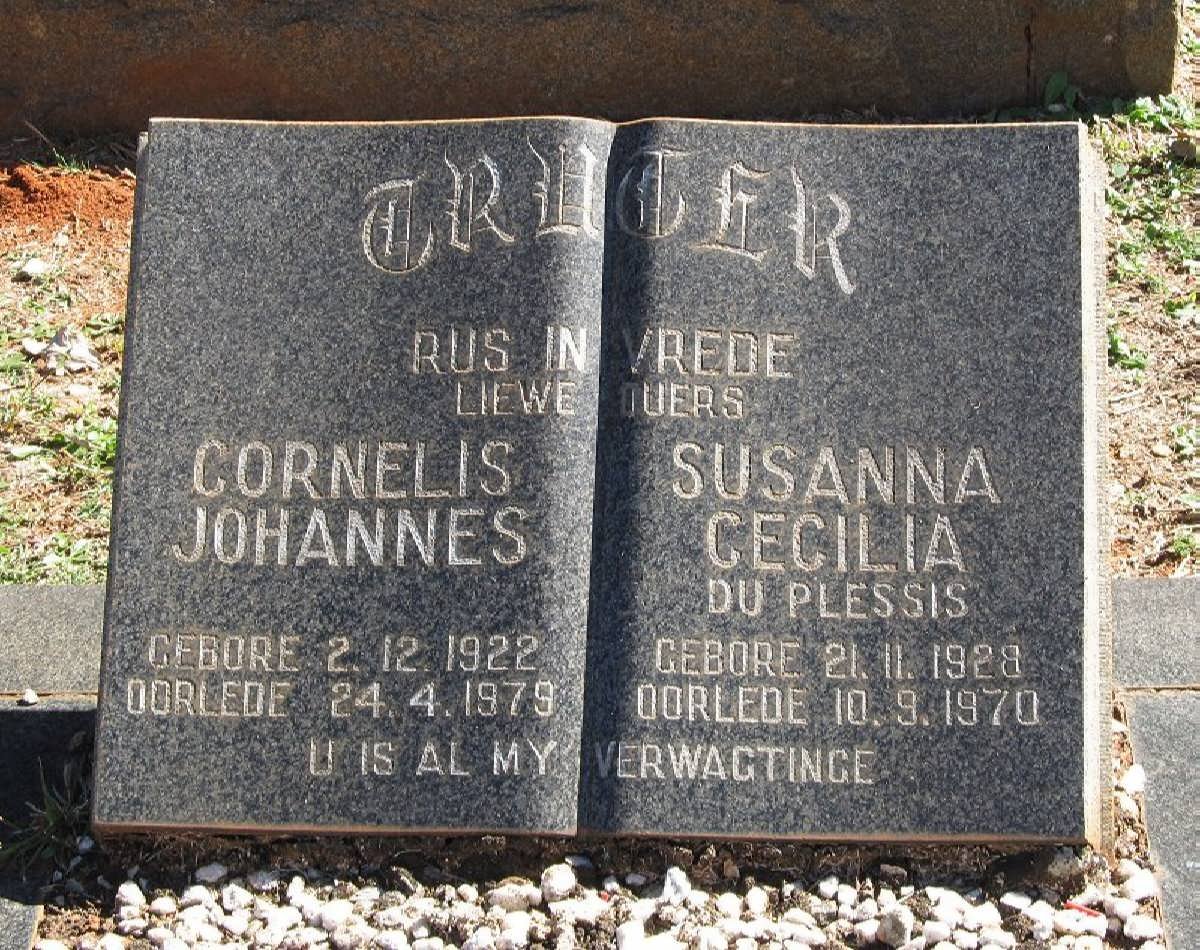 TRUTER
RUS IN VREDE
LIEWE OUERS
CORNELIS
JOHANNES
GEBORE 2.12.1922
OORLEDE 24.4.1979
SUSANNA
CECILIA
DU PLESSIS
GEBORE 21.11.1928
OORLEDE 10.9.1970
U IS AL MY VERWAGTINGE